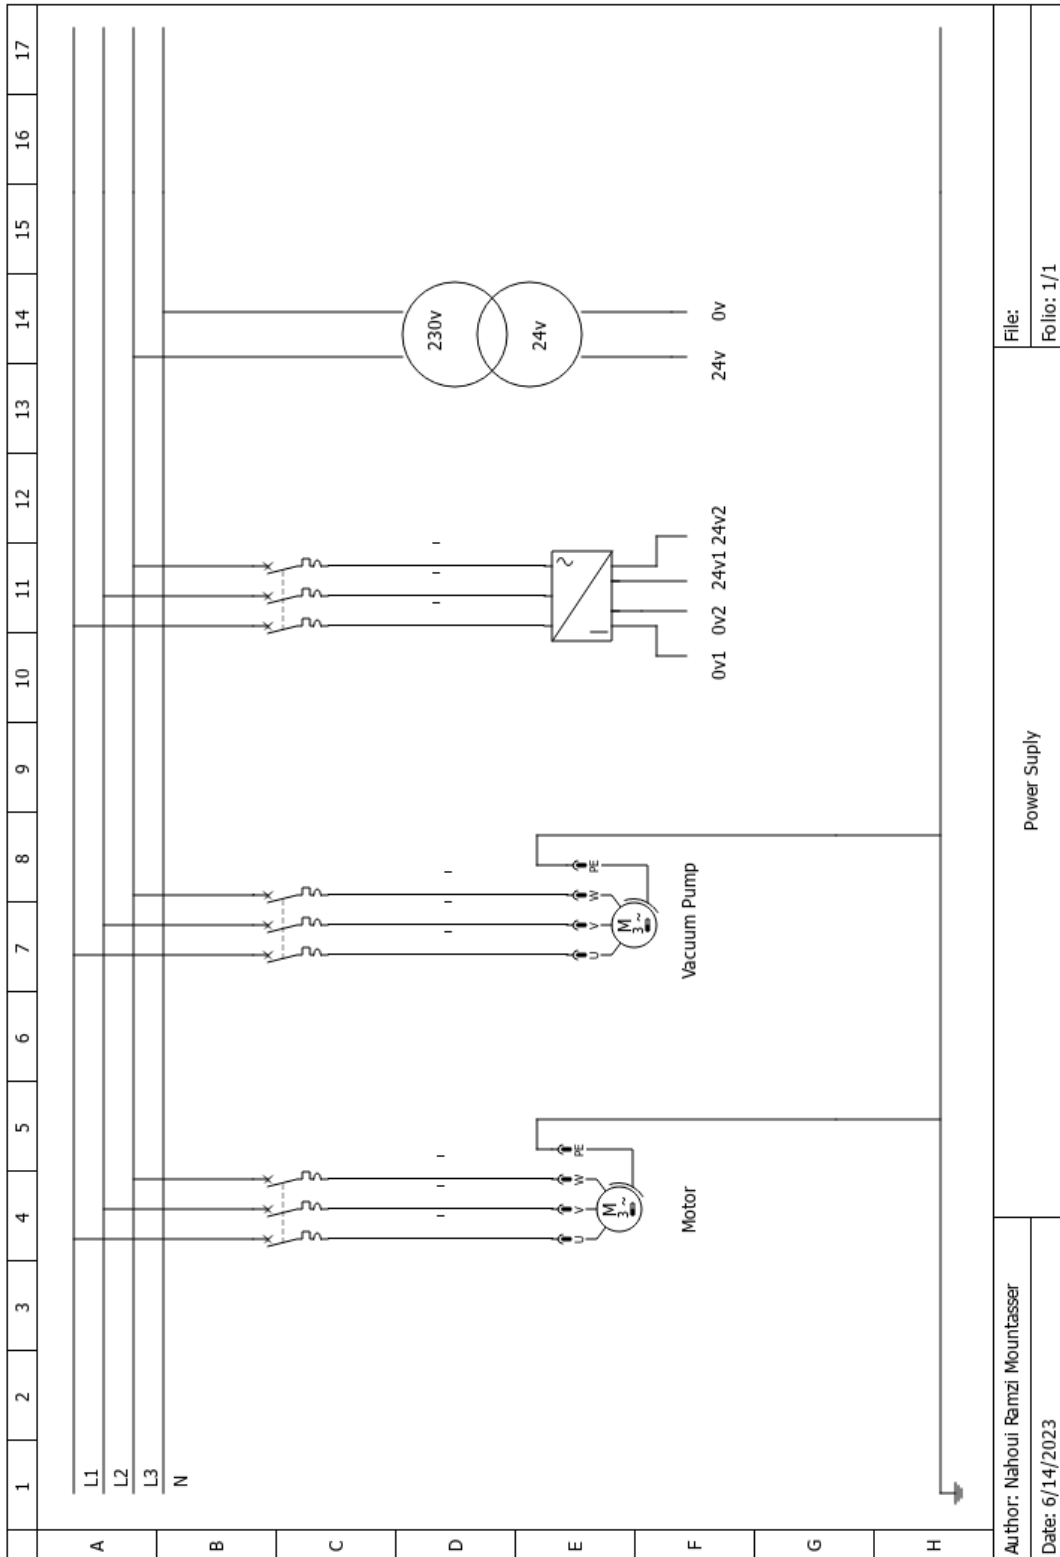 1 2 3 4 5 6 7 8 9 10 11 12 13 14 15 16 17
A
B
C
D
E
F
G
H
L1
L2
L3
N
230v
24v
U V W PE
M
3 ~
Motor
U V W PE
M
3 ~
Vacuum Pump
0v1 0v2 24v1 24v2
24v 0v
Author: Nahoui Ramzi Mountasser
Date: 6/14/2023
Power Suply
File:
Folio: 1/1